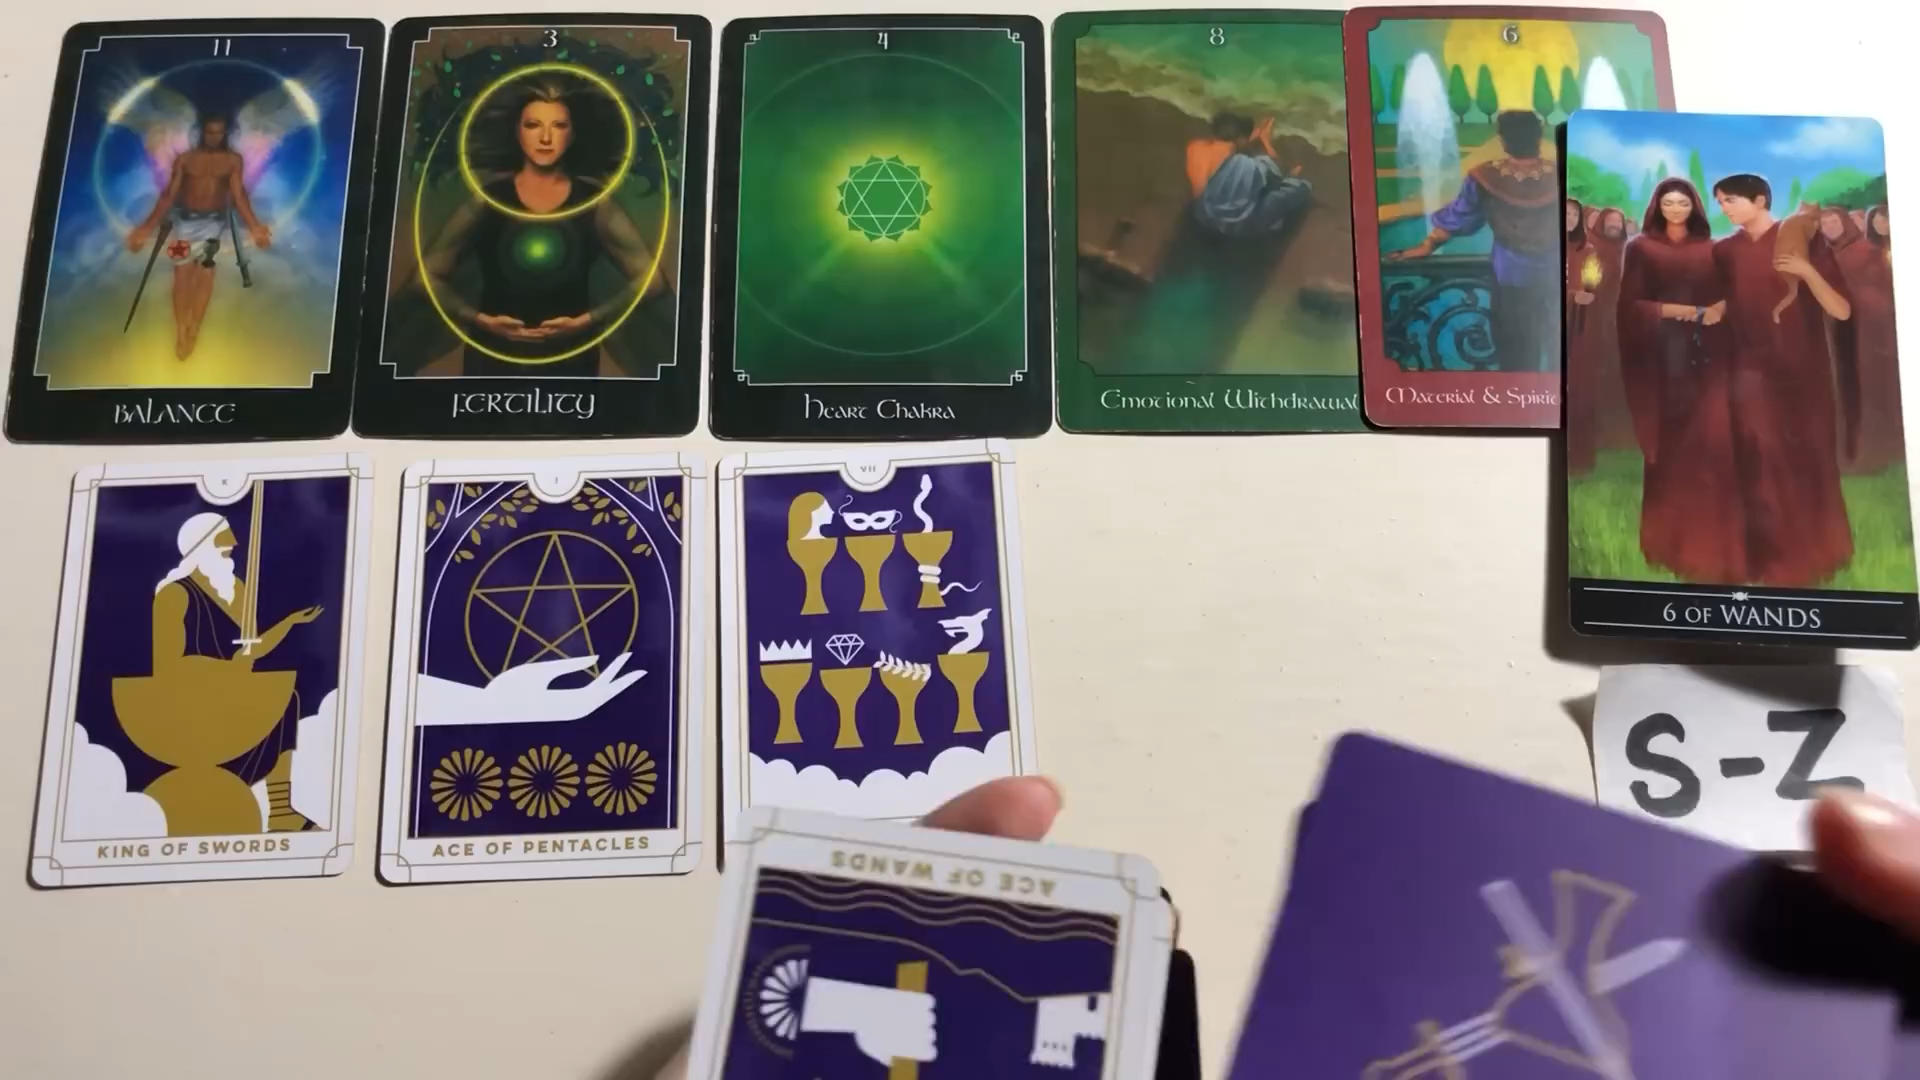 11
BALANCE
3
FERTILITY
4
Heart Chakra
8
Emotional Withdrawal
6
Material & Spirit
6 OF WANDS
K
KING OF SWORDS
I
ACE OF PENTACLES
VII
S-Z
ACE OF WANDS